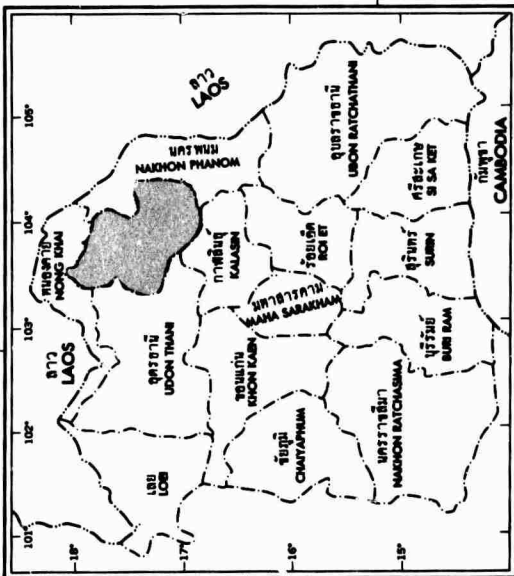 101°
102°
103°
104°
105°
18°
17°
16°
15°
ลาว
LAOS
หนองคาย
NONG KHAI
ลาว
LAOS
เลย
LOEI
อุดรธานี
UDON THANI
นครพนม
NAKHON PHANOM
ขอนแก่น
KHON KAEN
กาฬสินธุ์
KALASIN
ชัยภูมิ
CHAIYAPHUM
มหาสารคาม
MAHA SARAKHAM
ร้อยเอ็ด
ROI ET
อุบลราชธานี
UBON RATCHATHANI
นครราชสีมา
NAKHON RATCHASIMA
บุรีรัมย์
BURI RAM
สุรินทร์
SURIN
ศรีสะเกษ
SI SA KET
กัมพูชา
CAMBODIA